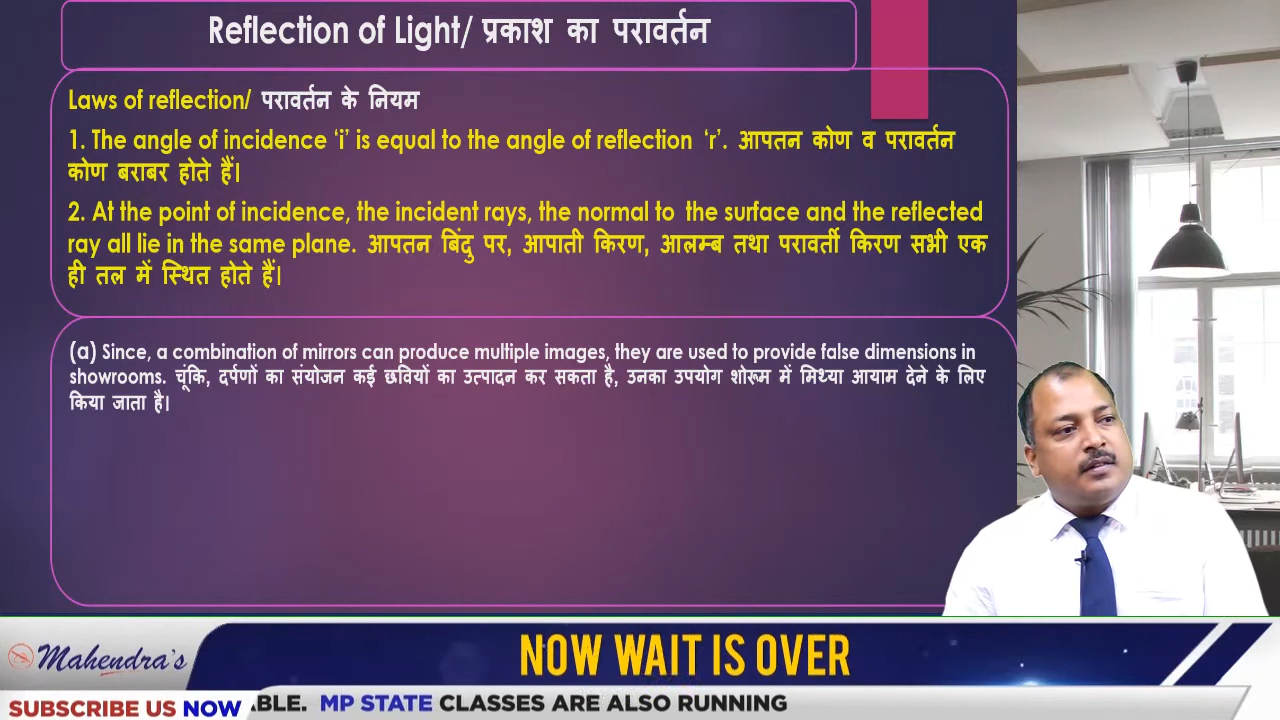 Reflection of Light/ प्रकाश का परावर्तन
Laws of reflection/ परावर्तन के नियम
1. The angle of incidence ‘i’ is equal to the angle of reflection ‘r’. आपतन कोण व परावर्तन
कोण बराबर होते हैं।
2. At the point of incidence, the incident rays, the normal to the surface and the reflected
ray all lie in the same plane. आपतन बिंदु पर, आपाती किरण, आलम्ब तथा परावर्ती किरण सभी एक
ही तल में स्थित होते हैं।
(a) Since, a combination of mirrors can produce multiple images, they are used to provide false dimensions in
showrooms. चूंकि, दर्पणों का संयोजन कई छवियों का उत्पादन कर सकता है, उनका उपयोग शोरूम में मिथ्या आयाम देने के लिए
किया जाता है।
Mahendra's
NOW WAIT IS OVER
SUBSCRIBE US NOW
ABLE. MP STATE CLASSES ARE ALSO RUNNING